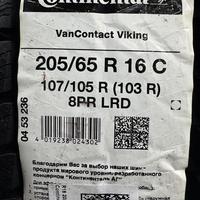 Continental
VanContact Viking
205/65 R 16 C
107/105 R (103 R)
8PR LRD
04 53 236
4 019238 024302
Благодарим Вас за выбор наших шин
продукта мирового уровня, разработанного
концерном "Континенталь АГ"